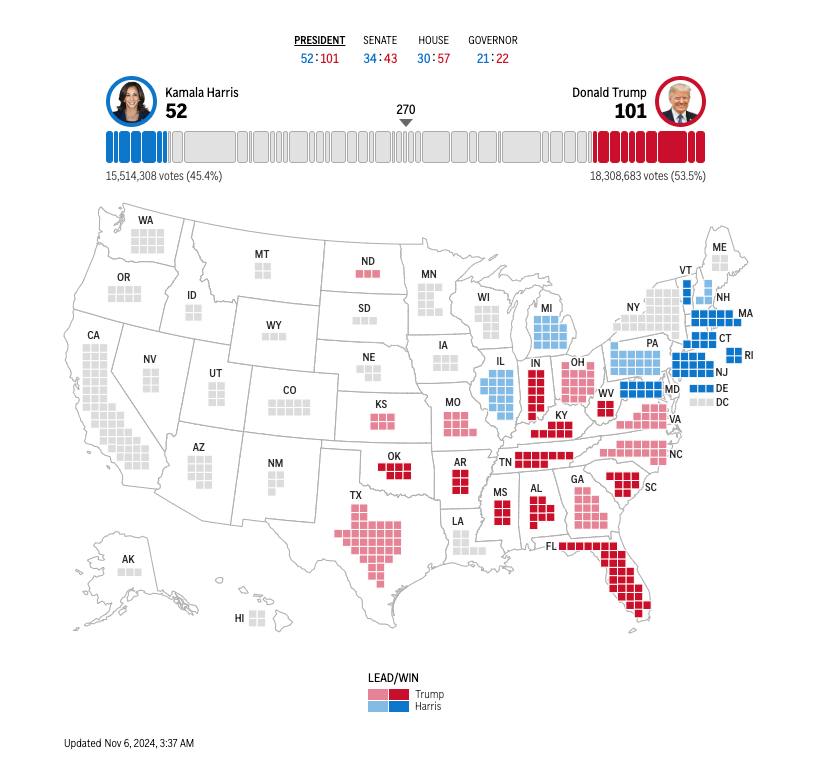 PRESIDENT SENATE HOUSE GOVERNOR
52:101 34:43 30:57 21:22
Kamala Harris
52
270
Donald Trump
101
15,514,308 votes (45.4%)
18,308,683 votes (53.5%)
WA
ME
MT
ND
VT
MN
OR
ID
SD
WI
MI
NY
NH
MA
WY
CA
IA
PA
CT
NV
NE
IL
IN
OH
RI
UT
NJ
CO
WV
MD
DE
KS
MO
KY
DC
VA
AZ
NM
OK
AR
TN
NC
TX
MS
AL
GA
SC
LA
FL
AK
HI
LEAD/WIN
Trump
Harris
Updated Nov 6, 2024, 3:37 AM